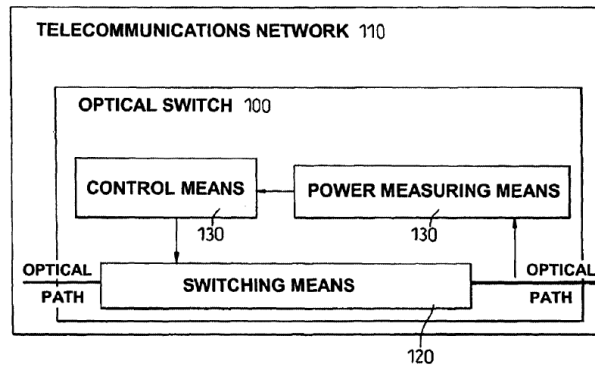 TELECOMMUNICATIONS NETWORK 110
OPTICAL SWITCH 100
CONTROL MEANS
POWER MEASURING MEANS
130
130
OPTICAL
PATH
SWITCHING MEANS
OPTICAL
PATH
120